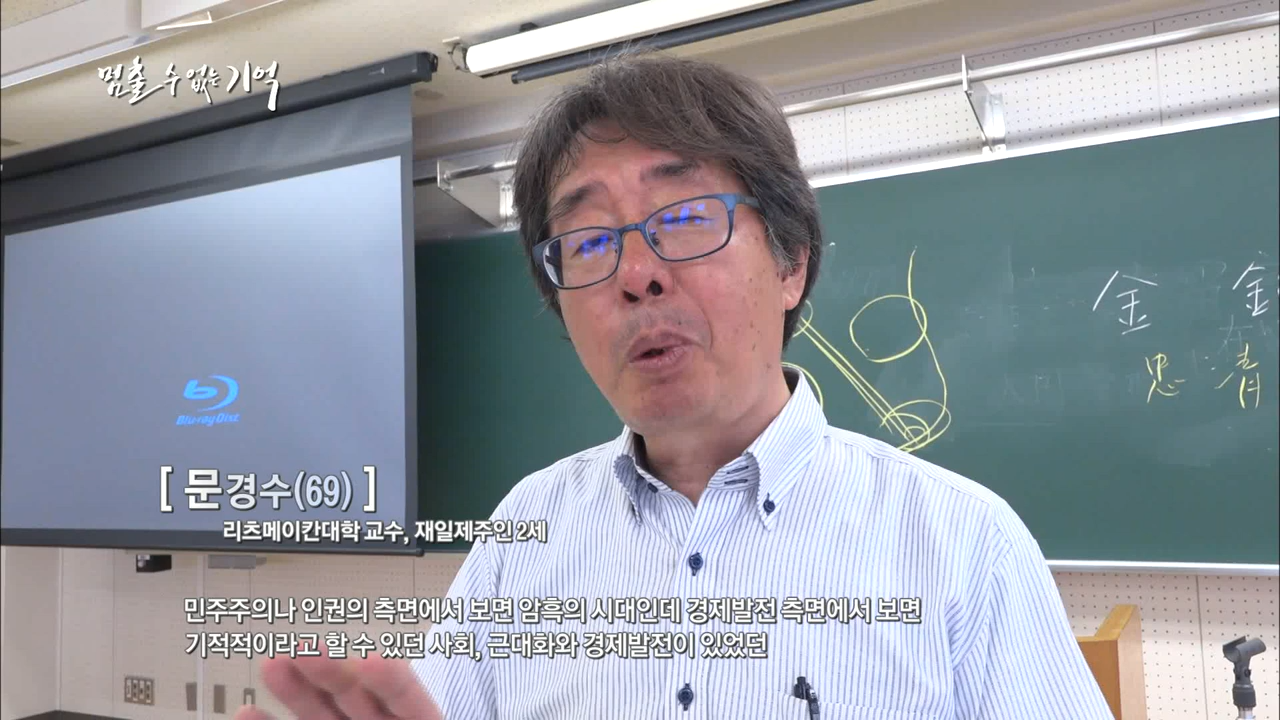 멈출 수 없는 기억
金 金
思 清
Blu-ray Disc
[ 문경수(69) ]
리츠메이칸대학 교수, 재일제주인 2세
민주주의나 인권의 측면에서 보면 암흑의 시대인데 경제발전 측면에서 보면
기적적이라고 할 수 있던 사회, 근대화와 경제발전이 있었던